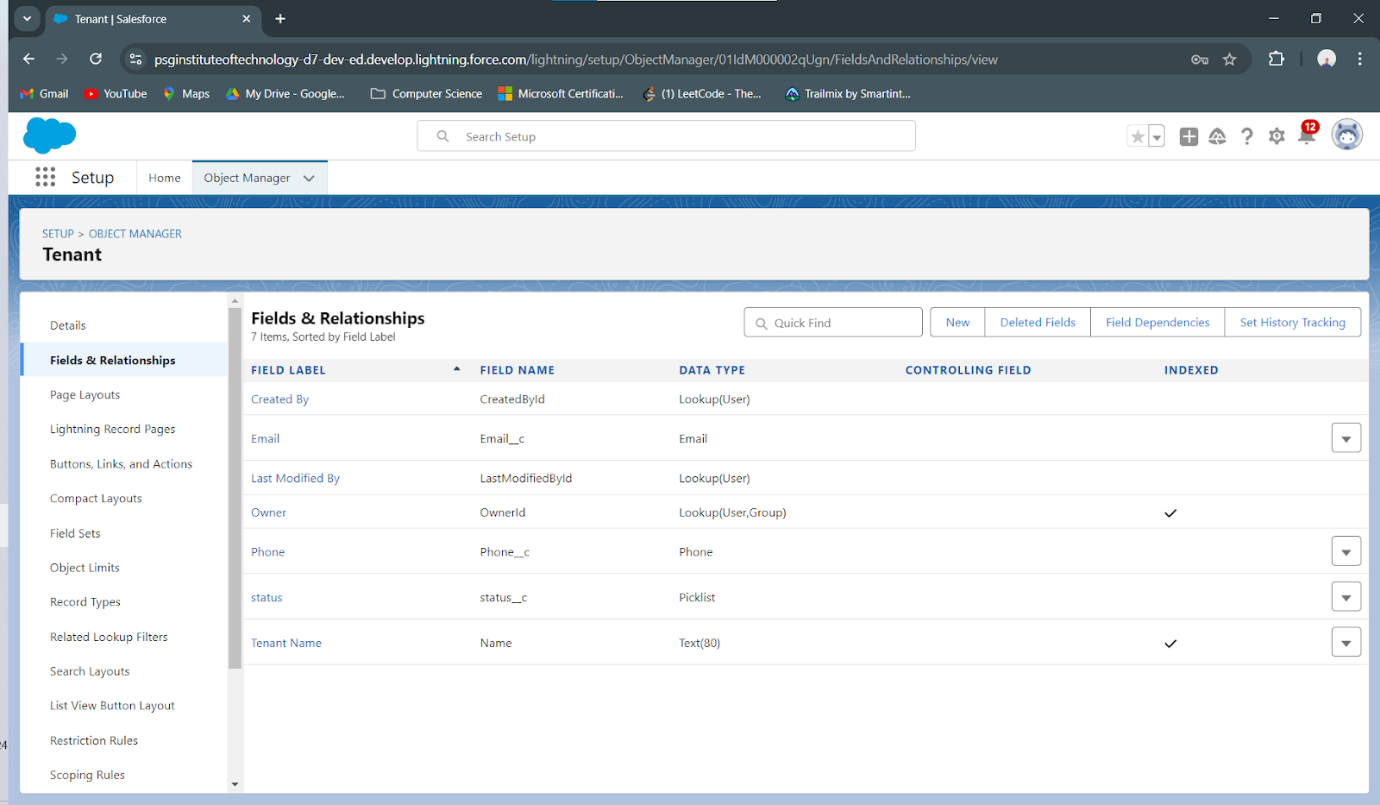 Tenant | Salesforce
psginstituteoftechnology-d7-dev-ed.develop.lightning.force.com/lightning/setup/ObjectManager/01IdM000002qUgn/FieldsAndRelationships/view
Gmail YouTube Maps My Drive - Google... Computer Science Microsoft Certificati... (1) LeetCode - The... Trailmix by Smartint...
Search Setup 12
Setup Home Object Manager
SETUP > OBJECT MANAGER
Tenant
Details
Fields & Relationships
Page Layouts
Lightning Record Pages
Buttons, Links, and Actions
Compact Layouts
Field Sets
Object Limits
Record Types
Related Lookup Filters
Search Layouts
List View Button Layout
Restriction Rules
Scoping Rules
24
Fields & Relationships
7 Items, Sorted by Field Label
Quick Find New Deleted Fields Field Dependencies Set History Tracking
FIELD LABEL FIELD NAME DATA TYPE CONTROLLING FIELD INDEXED
Created By CreatedById Lookup(User)
Email Email__c Email
Last Modified By LastModifiedById Lookup(User)
Owner OwnerId Lookup(User,Group)
Phone Phone__c Phone
status status__c Picklist
Tenant Name Name Text(80)